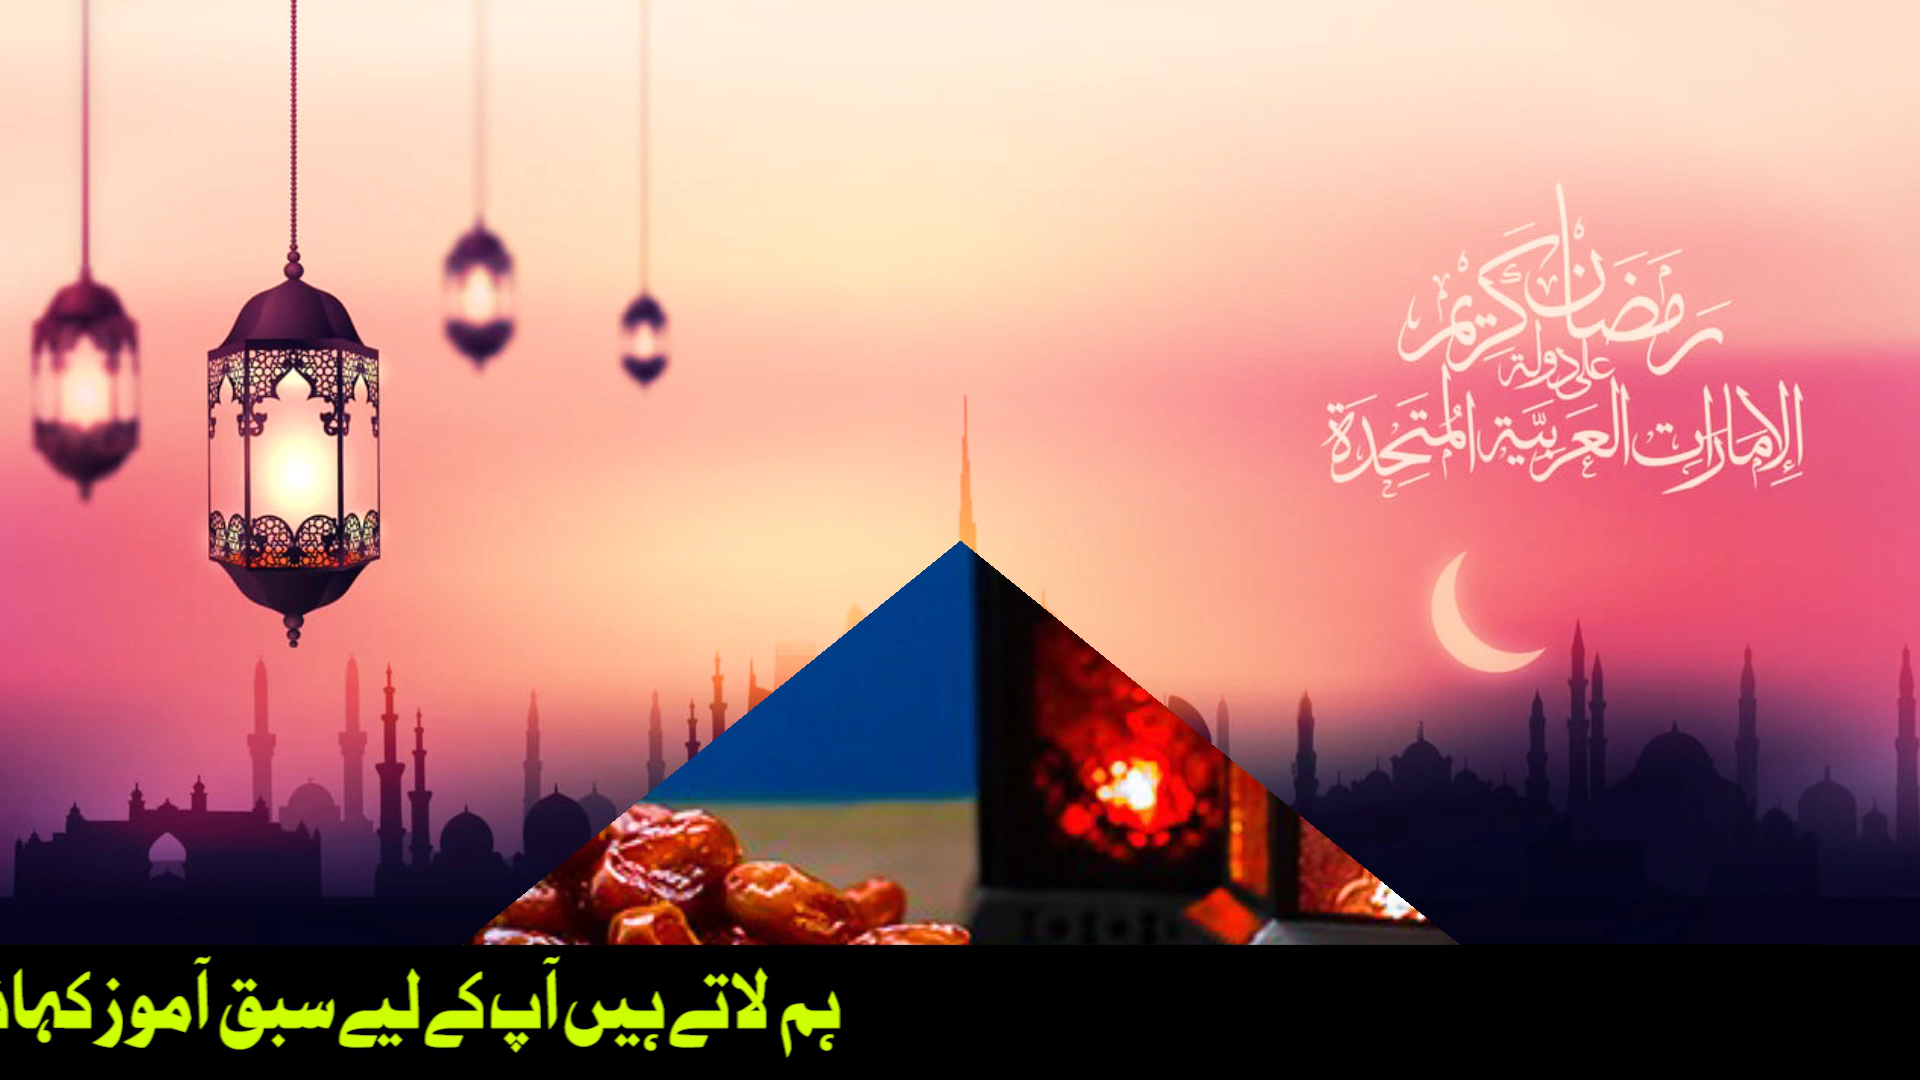 رمضان كريم
على دولة
الإمارات العربية المتحدة
ہم لاتے ہیں آپ کے لیے سبق آموز